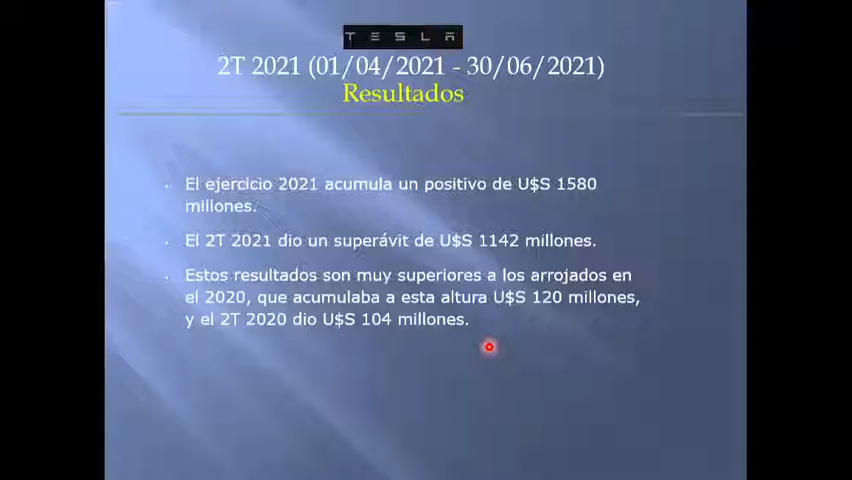 TESLA
2T 2021 (01/04/2021 - 30/06/2021)
Resultados
El ejercicio 2021 acumula un positivo de U$S 1580
millones.
El 2T 2021 dio un superávit de U$S 1142 millones.
Estos resultados son muy superiores a los arrojados en
el 2020, que acumulaba a esta altura U$S 120 millones,
y el 2T 2020 dio U$S 104 millones.